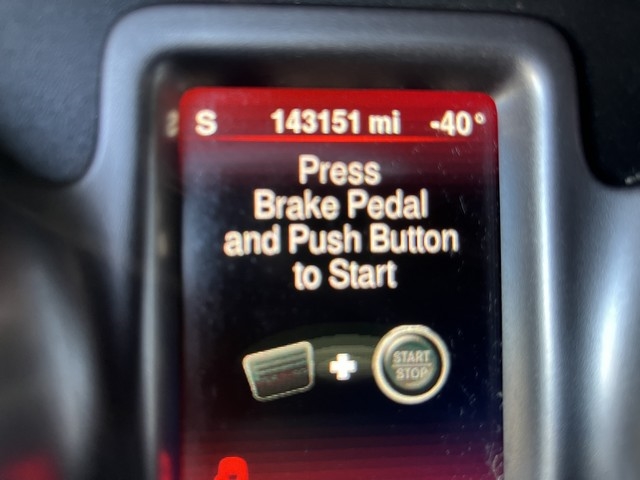 S 143151 mi -40°
Press
Brake Pedal
and Push Button
to Start
START
STOP